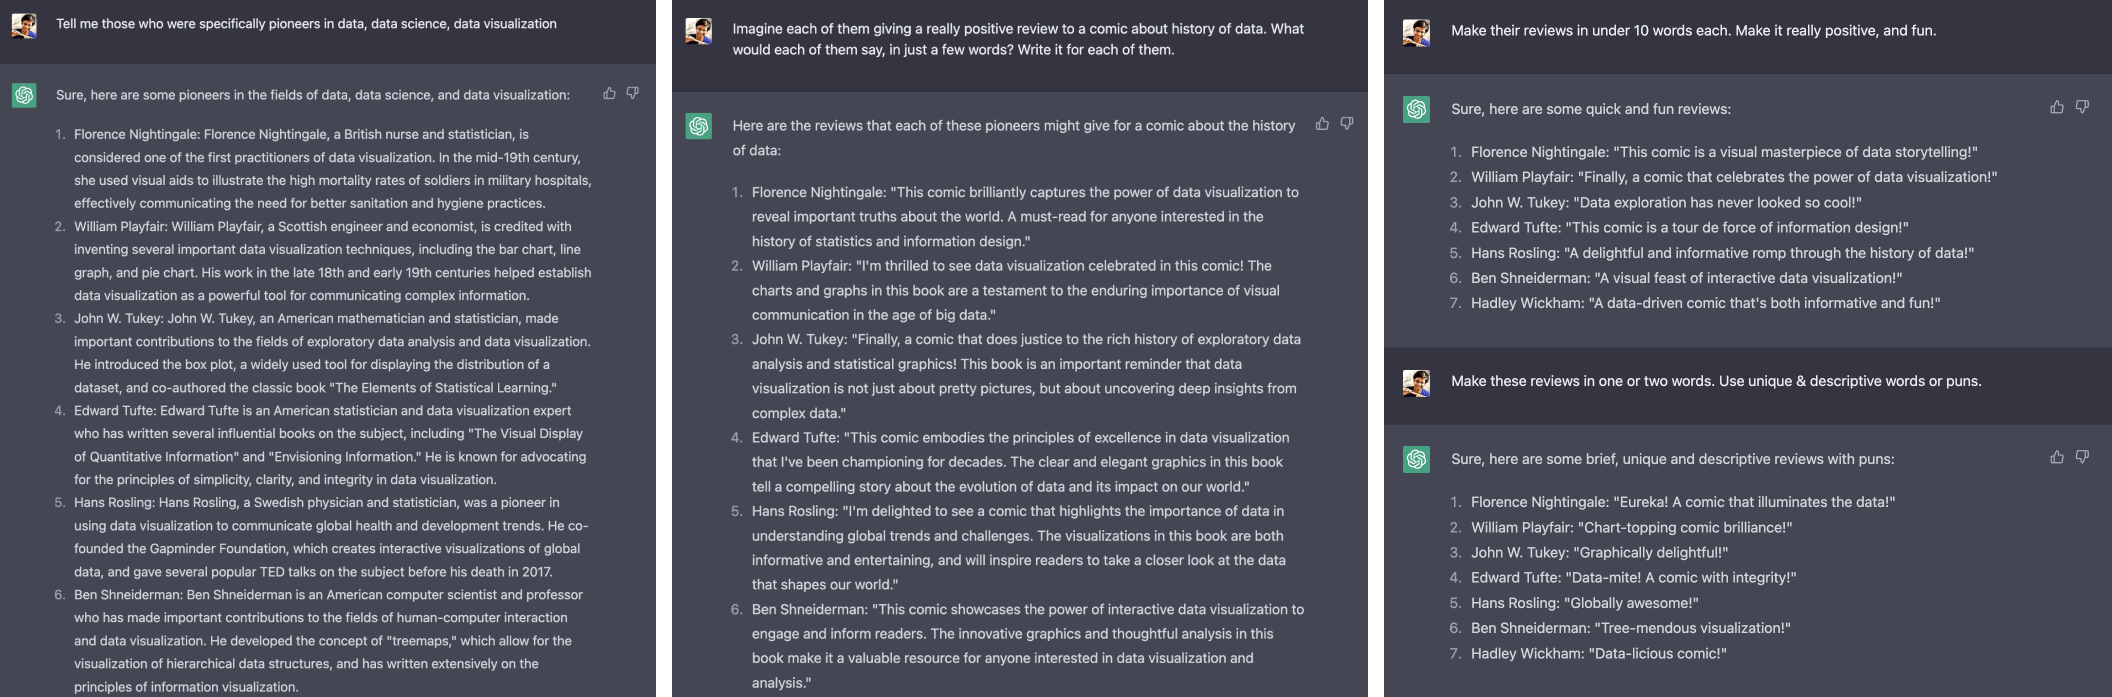 Tell me those who were specifically pioneers in data, data science, data visualization
Sure, here are some pioneers in the fields of data, data science, and data visualization:
1. Florence Nightingale: Florence Nightingale, a British nurse and statistician, is
considered one of the first practitioners of data visualization. In the mid-19th century,
she used visual aids to illustrate the high mortality rates of soldiers in military hospitals,
effectively communicating the need for better sanitation and hygiene practices.
2. William Playfair: William Playfair, a Scottish engineer and economist, is credited with
inventing several important data visualization techniques, including the bar chart, line
graph, and pie chart. His work in the late 18th and early 19th centuries helped establish
data visualization as a powerful tool for communicating complex information.
3. John W. Tukey: John W. Tukey, an American mathematician and statistician, made
important contributions to the fields of exploratory data analysis and data visualization.
He introduced the box plot, a widely used tool for displaying the distribution of a
dataset, and co-authored the classic book "The Elements of Statistical Learning."
4. Edward Tufte: Edward Tufte is an American statistician and data visualization expert
who has written several influential books on the subject, including "The Visual Display
of Quantitative Information" and "Envisioning Information." He is known for advocating
for the principles of simplicity, clarity, and integrity in data visualization.
5. Hans Rosling: Hans Rosling, a Swedish physician and statistician, was a pioneer in
using data visualization to communicate global health and development trends. He co-
founded the Gapminder Foundation, which creates interactive visualizations of global
data, and gave several popular TED talks on the subject before his death in 2017.
6. Ben Shneiderman: Ben Shneiderman is an American computer scientist and professor
who has made important contributions to the fields of human-computer interaction
and data visualization. He developed the concept of "treemaps," which allow for the
visualization of hierarchical data structures, and has written extensively on the
principles of information visualization.
Imagine each of them giving a really positive review to a comic about history of data. What
would each of them say, in just a few words? Write it for each of them.
Here are the reviews that each of these pioneers might give for a comic about the history
of data:
1. Florence Nightingale: "This comic brilliantly captures the power of data visualization to
reveal important truths about the world. A must-read for anyone interested in the
history of statistics and information design."
2. William Playfair: "I'm thrilled to see data visualization celebrated in this comic! The
charts and graphs in this book are a testament to the enduring importance of visual
communication in the age of big data."
3. John W. Tukey: "Finally, a comic that does justice to the rich history of exploratory data
analysis and statistical graphics! This book is an important reminder that data
visualization is not just about pretty pictures, but about uncovering deep insights from
complex data."
4. Edward Tufte: "This comic embodies the principles of excellence in data visualization
that I've been championing for decades. The clear and elegant graphics in this book
tell a compelling story about the evolution of data and its impact on our world."
5. Hans Rosling: "I'm delighted to see a comic that highlights the importance of data in
understanding global trends and challenges. The visualizations in this book are both
informative and entertaining, and will inspire readers to take a closer look at the data
that shapes our world."
6. Ben Shneiderman: "This comic showcases the power of interactive data visualization to
engage and inform readers. The innovative graphics and thoughtful analysis in this
book make it a valuable resource for anyone interested in data visualization and
analysis."
Make their reviews in under 10 words each. Make it really positive, and fun.
Sure, here are some quick and fun reviews:
1. Florence Nightingale: "This comic is a visual masterpiece of data storytelling!"
2. William Playfair: "Finally, a comic that celebrates the power of data visualization!"
3. John W. Tukey: "Data exploration has never looked so cool!"
4. Edward Tufte: "This comic is a tour de force of information design!"
5. Hans Rosling: "A delightful and informative romp through the history of data!"
6. Ben Shneiderman: "A visual feast of interactive data visualization!"
7. Hadley Wickham: "A data-driven comic that's both informative and fun!"
Make these reviews in one or two words. Use unique & descriptive words or puns.
Sure, here are some brief, unique and descriptive reviews with puns:
1. Florence Nightingale: "Eureka! A comic that illuminates the data!"
2. William Playfair: "Chart-topping comic brilliance!"
3. John W. Tukey: "Graphically delightful!"
4. Edward Tufte: "Data-mite! A comic with integrity!"
5. Hans Rosling: "Globally awesome!"
6. Ben Shneiderman: "Tree-mendous visualization!"
7. Hadley Wickham: "Data-licious comic!"